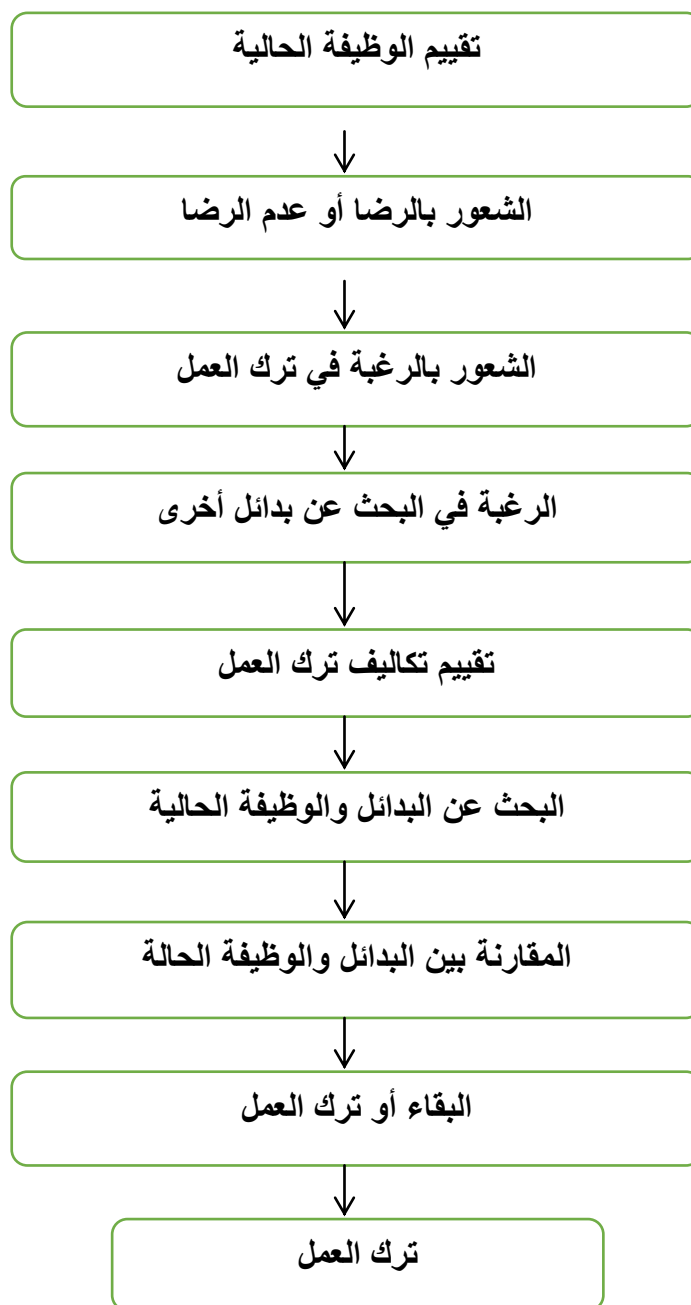 تقييم الوظيفة الحالية
الشعور بالرضا أو عدم الرضا
الشعور بالرغبة في ترك العمل
الرغبة في البحث عن بدائل أخرى
تقييم تكاليف ترك العمل
البحث عن البدائل والوظيفة الحالية
المقارنة بين البدائل والوظيفة الحالة
البقاء أو ترك العمل
ترك العمل